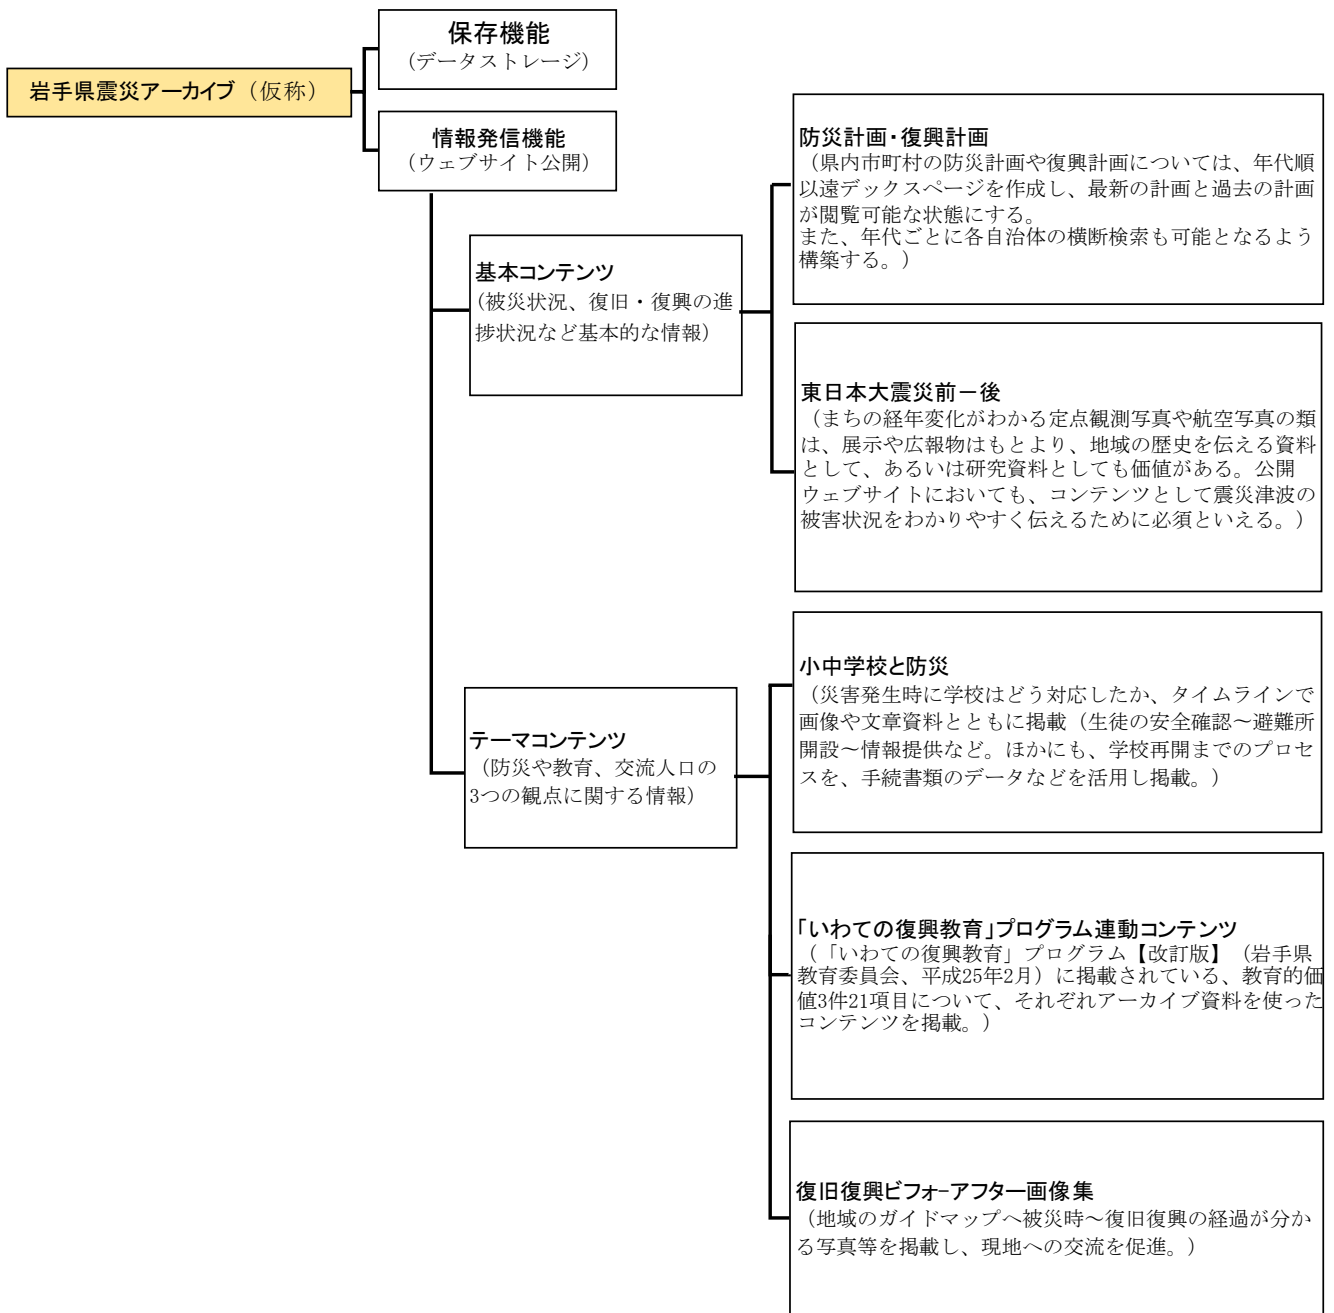 保存機能
(データストレージ)
岩手県震災アーカイブ(仮称)
情報発信機能
(ウェブサイト公開)
基本コンテンツ
(被災状況、復旧・復興の進
捗状況など基本的な情報)
防災計画・復興計画
(県内市町村の防災計画や復興計画については、年代順
以遠デックスページを作成し、最新の計画と過去の計画
が閲覧可能な状態にする。
また、年代ごとに各自治体の横断検索も可能となるよう
構築する。)
東日本大震災前－後
(まちの経年変化がわかる定点観測写真や航空写真の類
は、展示や広報物はもとより、地域の歴史を伝える資料
として、あるいは研究資料としても価値がある。公開
ウェブサイトにおいても、コンテンツとして震災津波の
被害状況をわかりやすく伝えるために必須といえる。)
テーマコンテンツ
(防災や教育、交流人口の
3つの観点に関する情報)
小中学校と防災
(災害発生時に学校はどう対応したか、タイムラインで
画像や文章資料とともに掲載(生徒の安全確認～避難所
開設～情報提供など。ほかにも、学校再開までのプロセ
スを、手続書類のデータなどを活用し掲載。)
「いわての復興教育」プログラム連動コンテンツ
(「いわての復興教育」プログラム【改訂版】(岩手県
教育委員会、平成25年2月)に掲載されている、教育的価
値3件21項目について、それぞれアーカイブ資料を使った
コンテンツを掲載。)
復旧復興ビフォーアフター画像集
(地域のガイドマップへ被災時～復旧復興の経過が分か
る写真等を掲載し、現地への交流を促進。)